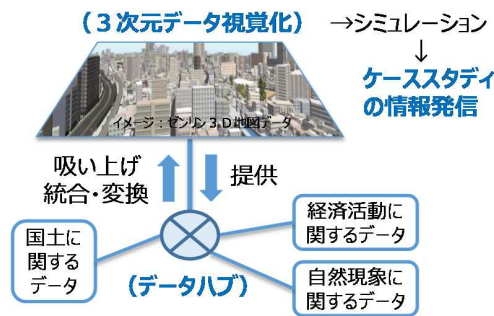 （３次元データ視覚化） →シミュレーション
↓
ケーススタディ
の情報発信
イメージ：ゼンリン３Ｄ地図データ
吸い上げ
統合・変換
提供
国土に
関する
データ
（データハブ）
経済活動に
関するデータ
自然現象に
関するデータ